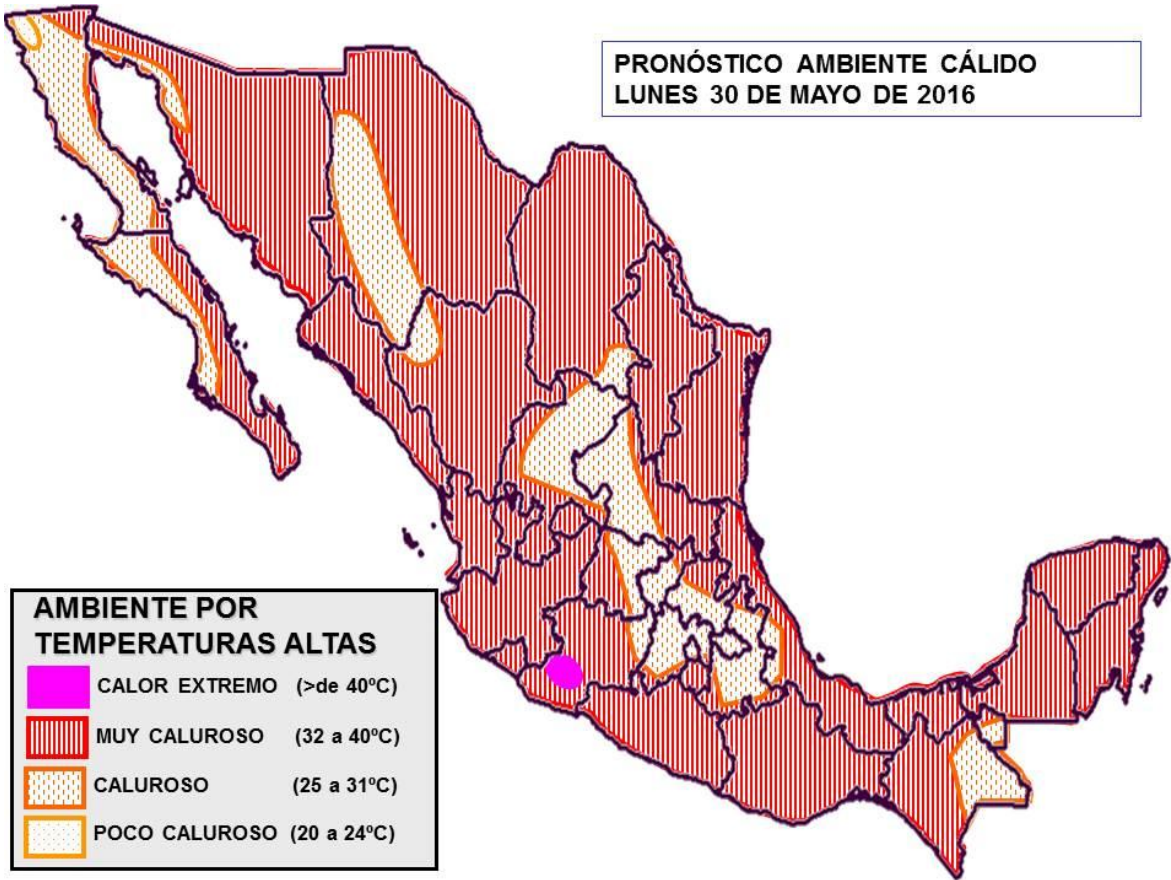 PRONÓSTICO AMBIENTE CÁLIDO
LUNES 30 DE MAYO DE 2016
AMBIENTE POR
TEMPERATURAS ALTAS
CALOR EXTREMO (>de 40ºC)
MUY CALUROSO (32 a 40ºC)
CALUROSO (25 a 31ºC)
POCO CALUROSO (20 a 24ºC)